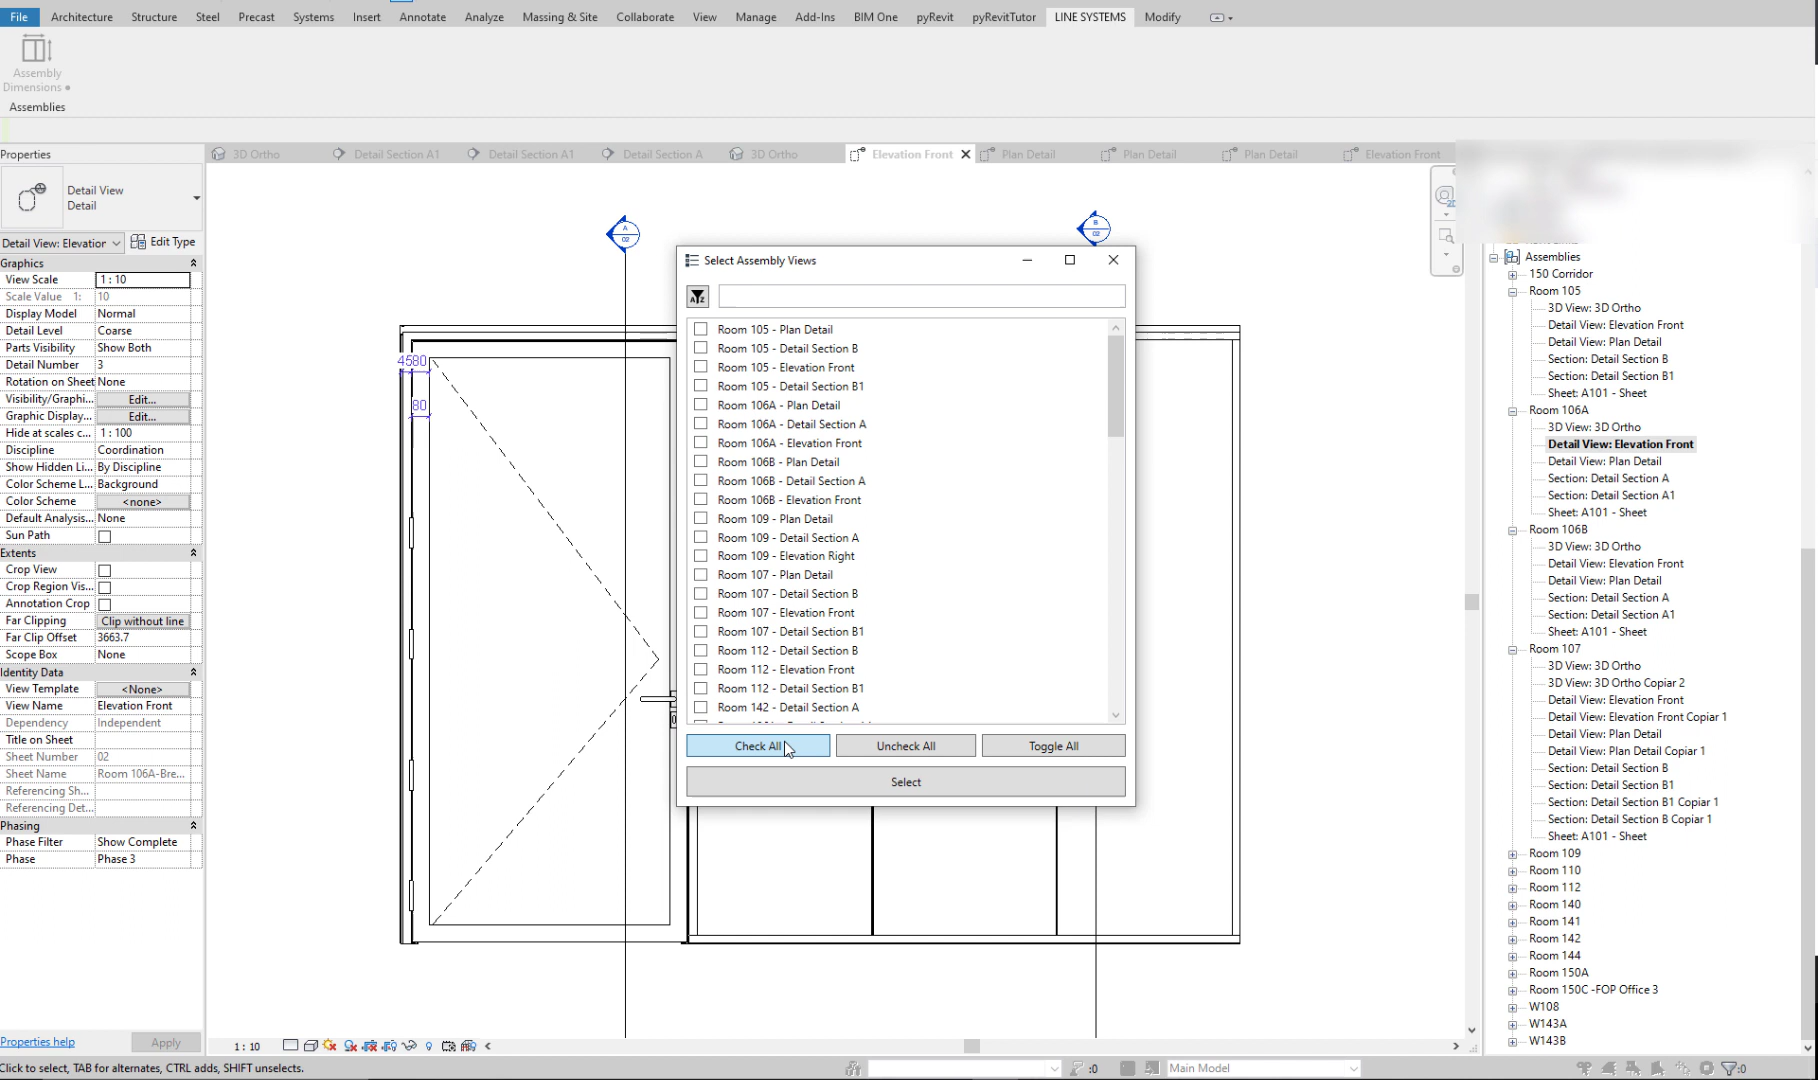 File Architecture Structure Steel Precast Systems Insert Annotate Analyze Massing & Site Collaborate View Manage Add-Ins BIM One pyRevit pyRevitTutor LINE SYSTEMS Modify
Assembly
Dimensions
Assemblies
Properties
3D Ortho Detail Section A1 Detail Section A1 Detail Section A 3D Ortho Elevation Front Plan Detail Plan Detail Plan Detail Elevation Front
Detail View
Detail
Detail View: Elevation Edit Type
Graphics
View Scale 1 : 10
Scale Value 1: 10
Display Model Normal
Detail Level Coarse
Parts Visibility Show Both
Detail Number 3
Rotation on Sheet None
Visibility/Graphi... Edit...
Graphic Display... Edit...
Hide at scales c... 1 : 100
Discipline Coordination
Show Hidden Li... By Discipline
Color Scheme L... Background
Color Scheme <none>
Default Analysis... None
Sun Path
Extents
Crop View
Crop Region Vis...
Annotation Crop
Far Clipping Clip without line
Far Clip Offset 3663.7
Scope Box None
Identity Data
View Template <None>
View Name Elevation Front
Dependency Independent
Title on Sheet
Sheet Number 02
Sheet Name Room 106A-Bre...
Referencing Sh...
Referencing Det...
Phasing
Phase Filter Show Complete
Phase Phase 3
Properties help Apply
A
02
B
02
4580
80
Select Assembly Views
Room 105 - Plan Detail
Room 105 - Detail Section B
Room 105 - Elevation Front
Room 105 - Detail Section B1
Room 106A - Plan Detail
Room 106A - Detail Section A
Room 106A - Elevation Front
Room 106B - Plan Detail
Room 106B - Detail Section A
Room 106B - Elevation Front
Room 109 - Plan Detail
Room 109 - Detail Section A
Room 109 - Elevation Right
Room 107 - Plan Detail
Room 107 - Detail Section B
Room 107 - Elevation Front
Room 107 - Detail Section B1
Room 112 - Detail Section B
Room 112 - Elevation Front
Room 112 - Detail Section B1
Room 142 - Detail Section A
Check All Uncheck All Toggle All
Select
Assemblies
150 Corridor
Room 105
3D View: 3D Ortho
Detail View: Elevation Front
Detail View: Plan Detail
Section: Detail Section B
Section: Detail Section B1
Sheet: A101 - Sheet
Room 106A
3D View: 3D Ortho
Detail View: Elevation Front
Detail View: Plan Detail
Section: Detail Section A
Section: Detail Section A1
Sheet: A101 - Sheet
Room 106B
3D View: 3D Ortho
Detail View: Elevation Front
Detail View: Plan Detail
Section: Detail Section A
Section: Detail Section A1
Sheet: A101 - Sheet
Room 107
3D View: 3D Ortho
3D View: 3D Ortho Copiar 2
Detail View: Elevation Front
Detail View: Elevation Front Copiar 1
Detail View: Plan Detail
Detail View: Plan Detail Copiar 1
Section: Detail Section B
Section: Detail Section B1
Section: Detail Section B1 Copiar 1
Section: Detail Section B Copiar 1
Sheet: A101 - Sheet
Room 109
Room 110
Room 112
Room 140
Room 141
Room 142
Room 144
Room 150A
Room 150C -FOP Office 3
W108
W143A
W143B
1 : 10
Click to select, TAB for alternates, CTRL adds, SHIFT unselects. :0 Main Model :0